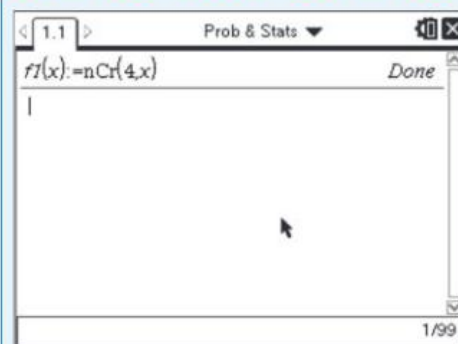 1.1 Prob & Stats
f1(x):=nCr(4,x) Done
1/99